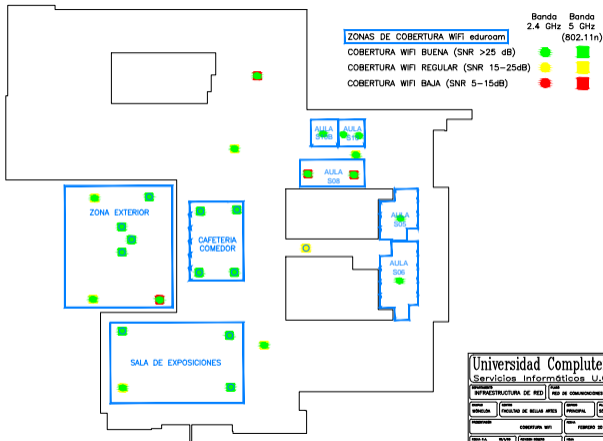 Banda Banda
2.4 GHz 5 GHz
(802.11n)
ZONAS DE COBERTURA WiFi eduroam
COBERTURA WIFI BUENA (SNR >25 dB)
COBERTURA WIFI REGULAR (SNR 15-25dB)
COBERTURA WIFI BAJA (SNR 5-15dB)
AULA
AULA
AULA
S08
ZONA EXTERIOR
CAFETERIA
COMEDOR
AULA
S05
AULA
S06
SALA DE EXPOSICIONES
Universidad Complute
Servicios Informáticos U.
INFRAESTRUCTURA DE RED
RED DE COMUNICACIONES
MONCLOA
FACULTAD DE BELLAS ARTES
PRINCIPAL
COBERTURA WIFI
FEBRERO 20